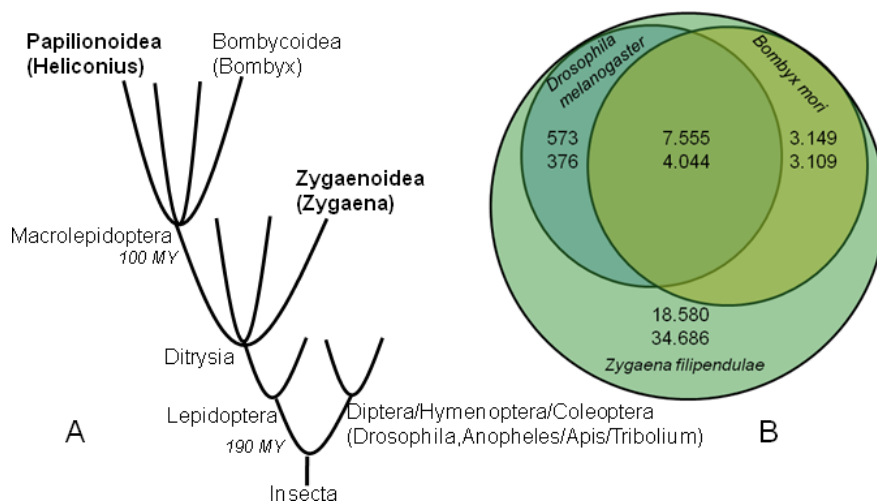 Papilionoidea
(Heliconius)
Bombycoidea
(Bombyx)
Zygaenoidea
(Zygaena)
Macrolepidoptera
100 MY
Ditrysia
Lepidoptera
190 MY
Diptera/Hymenoptera/Coleoptera
(Drosophila,Anopheles/Apis/Tribolium)
Insecta
A
Drosophila
melanogaster
Bombyx mori
573
376
7.555
4.044
3.149
3.109
18.580
34.686
Zygaena filipendulae
B